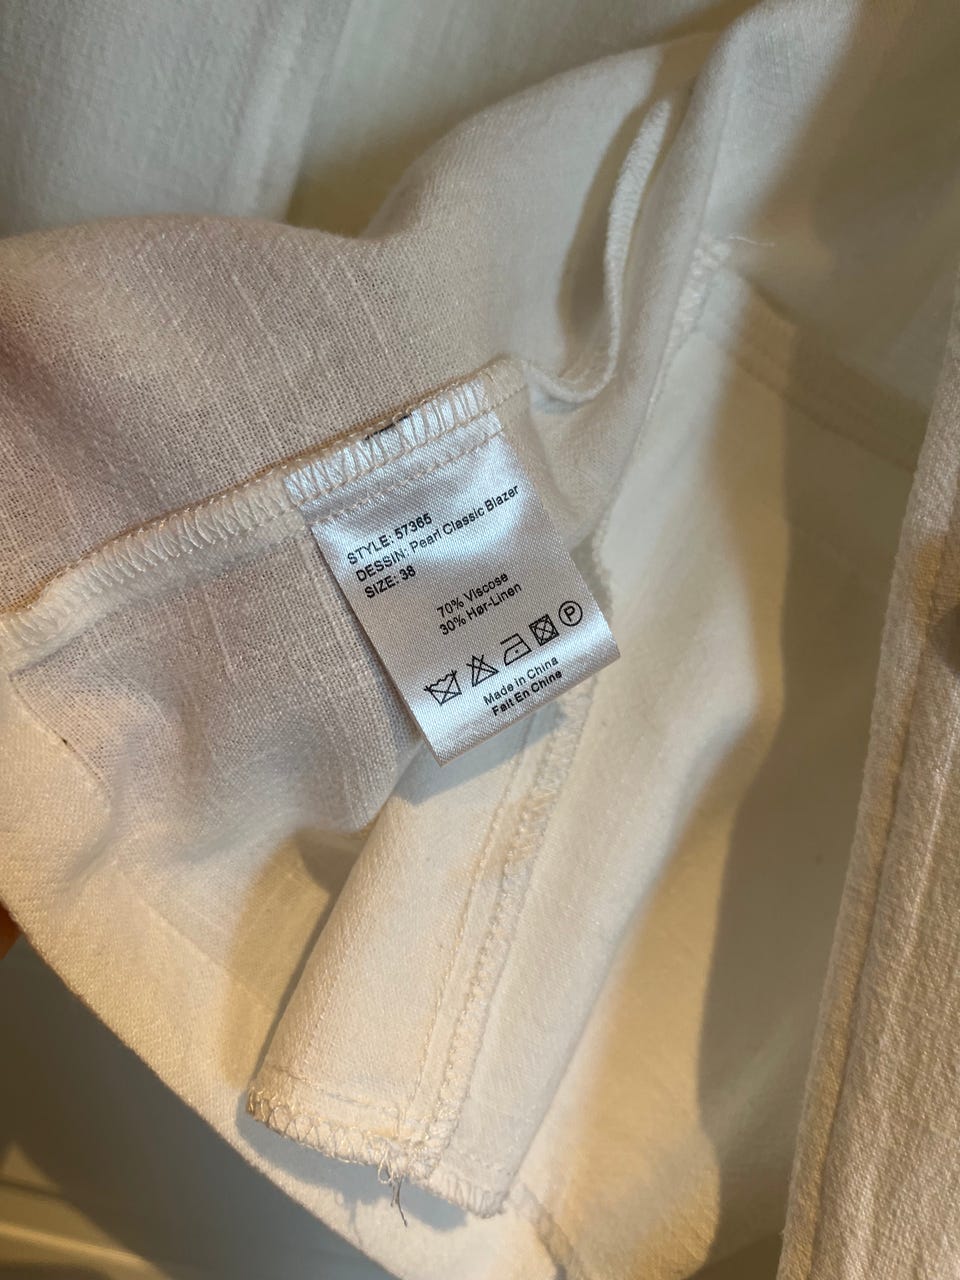 STYLE: 57365
DESSIN: Pearl Classic Blazer
SIZE: 38
70% Viscose
30% Hør-Linen
P
Made in China
Fait En Chine